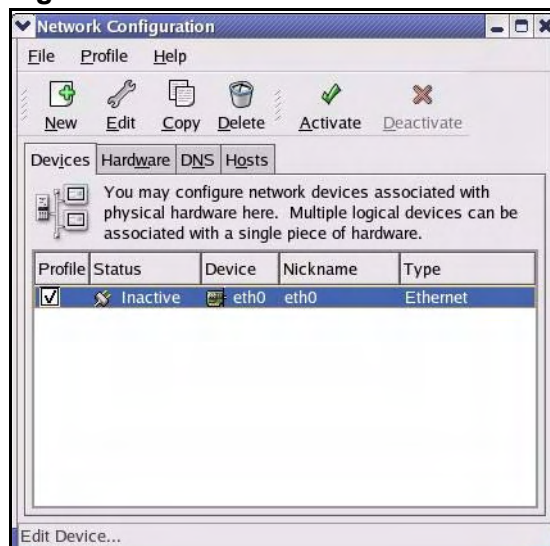 Network Configuration
File Profile Help
New Edit Copy Delete Activate Deactivate
Devices Hardware DNS Hosts
You may configure network devices associated with
physical hardware here. Multiple logical devices can be
associated with a single piece of hardware.
Profile Status Device Nickname Type
Inactive eth0 eth0 Ethernet
Edit Device...